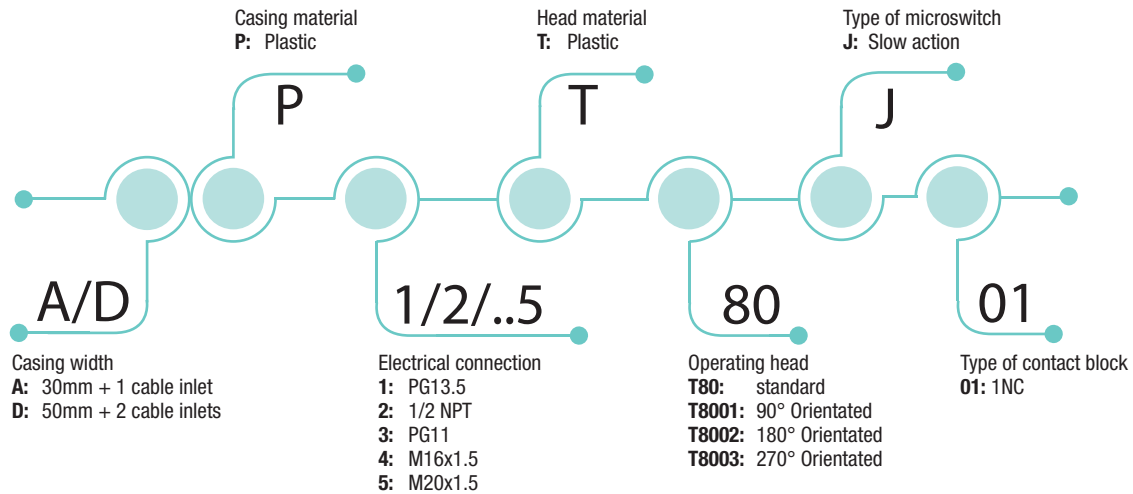 Casing material
P: Plastic
Head material
T: Plastic
Type of microswitch
J: Slow action
P
T
J
A/D
1/2/..5
80
01
Casing width
A: 30mm + 1 cable inlet
D: 50mm + 2 cable inlets
Electrical connection
1: PG13.5
2: 1/2 NPT
3: PG11
4: M16x1.5
5: M20x1.5
Operating head
T80: standard
T8001: 90° Orientated
T8002: 180° Orientated
T8003: 270° Orientated
Type of contact block
01: 1NC